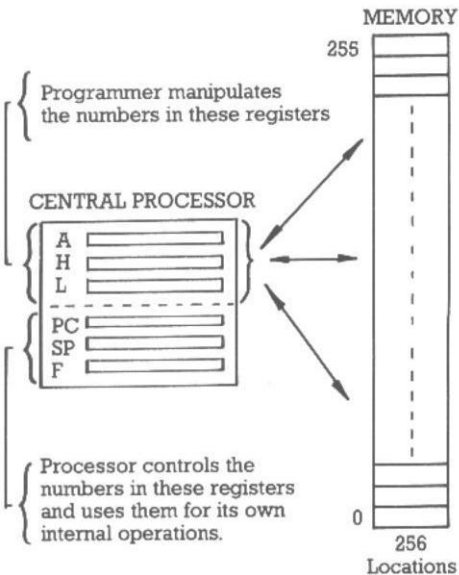 MEMORY
255
Programmer manipulates
the numbers in these registers
CENTRAL PROCESSOR
A
H
L
PC
SP
F
Processor controls the
numbers in these registers
and uses them for its own
internal operations.
0
256
Locations